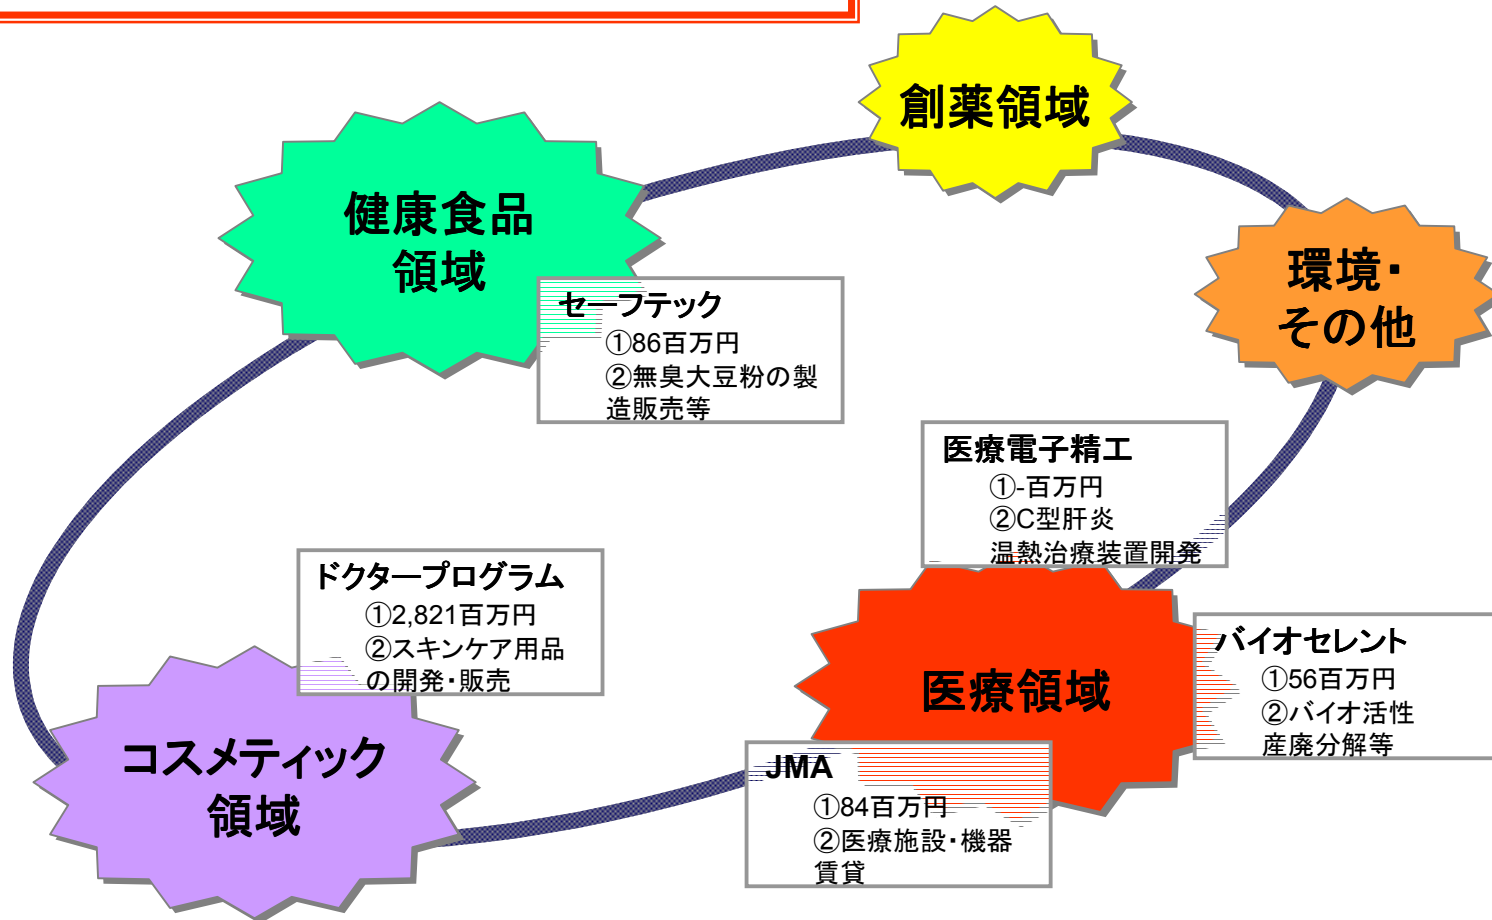 創薬領域
健康食品
領域
環境・
その他
セーフテック
①86百万円
②無臭大豆粉の製
造販売等
医療電子精工
①-百万円
②C型肝炎
温熱治療装置開発
ドクタープログラム
①2,821百万円
②スキンケア用品
の開発・販売
医療領域
バイオセレント
①56百万円
②バイオ活性
産廃分解等
コスメティック
領域
JMA
①84百万円
②医療施設・機器
賃貸